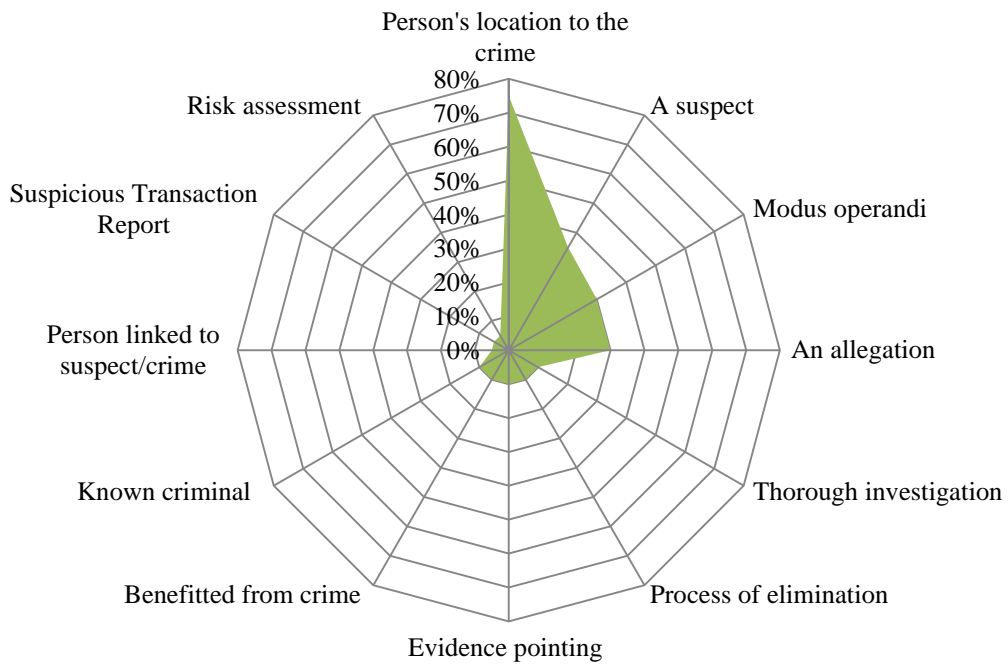 Person's location to the
crime
80%
70%
60%
50%
40%
30%
20%
10%
0%
A suspect
Modus operandi
An allegation
Thorough investigation
Process of elimination
Evidence pointing
Benefitted from crime
Known criminal
Person linked to
suspect/crime
Suspicious Transaction
Report
Risk assessment